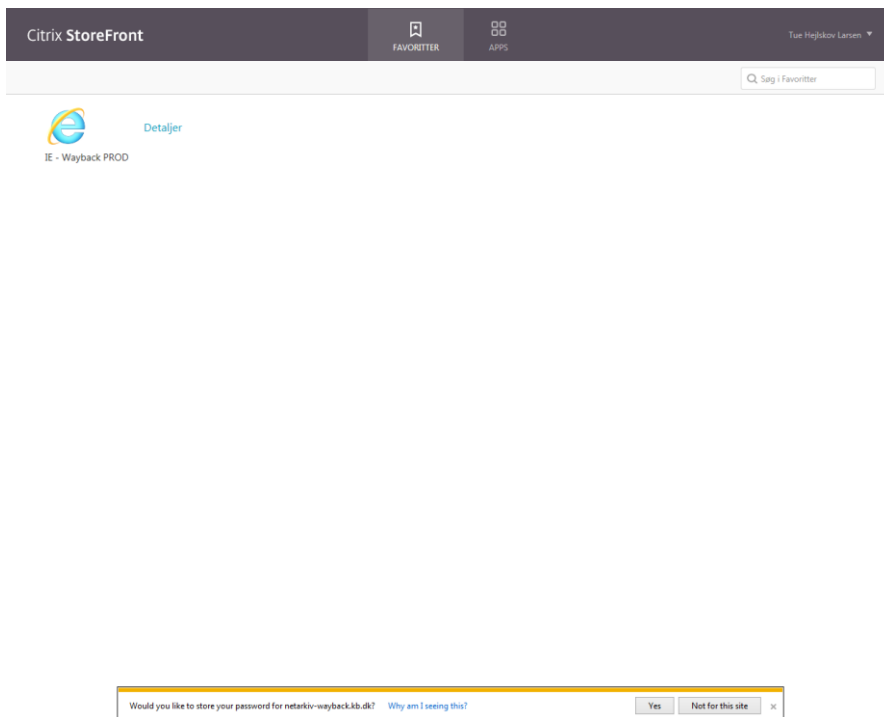 Citrix StoreFront
FAVORITTER
APPS
Tue Hejlskov Larsen
Søg i Favoritter
Detaljer
IE - Wayback PROD
Would you like to store your password for netarkiv-wayback.kb.dk? Why am I seeing this? Yes Not for this site x